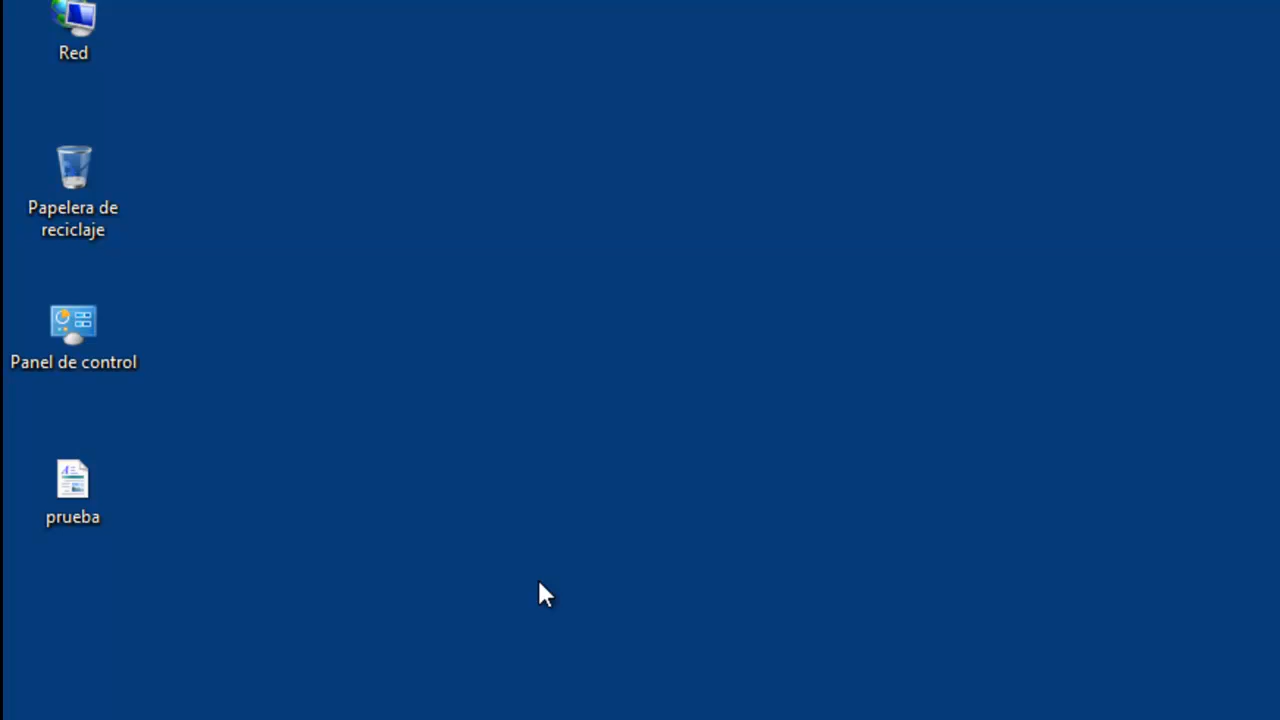 Red
Papelera de
reciclaje
Panel de control
prueba